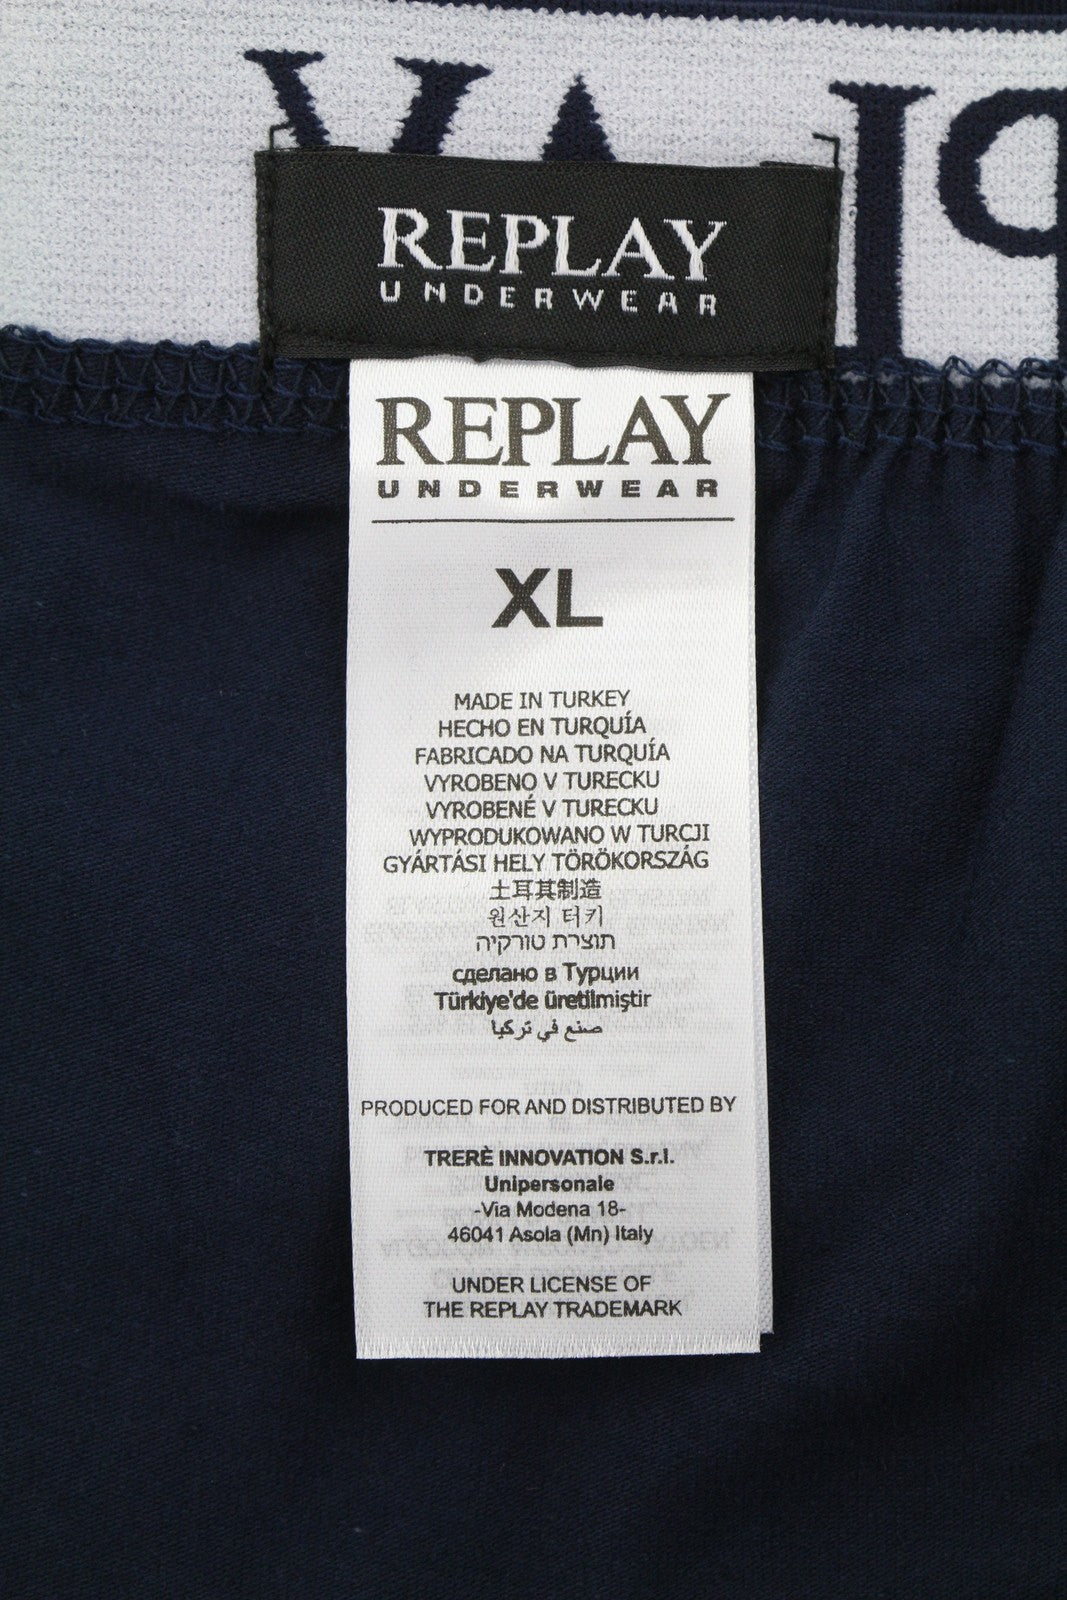 REPLAY
UNDERWEAR
REPLAY
UNDERWEAR
XL
MADE IN TURKEY
HECHO EN TURQUÍA
FABRICADO NA TURQUÍA
VYROBENO V TURECKU
VYROBENÉ V TURECKU
WYPRODUKOWANO W TURCJI
GYÁRTÁSI HELY TÖRÖKORSZÁG
土耳其制造
원산지 터키
תוצרת טורקיה
сделано в Турции
Türkiye'de üretilmiştir
صنع في تركيا
PRODUCED FOR AND DISTRIBUTED BY
TRERÈ INNOVATION S.r.l.
Unipersonale
-Via Modena 18-
46041 Asola (Mn) Italy
UNDER LICENSE OF
THE REPLAY TRADEMARK